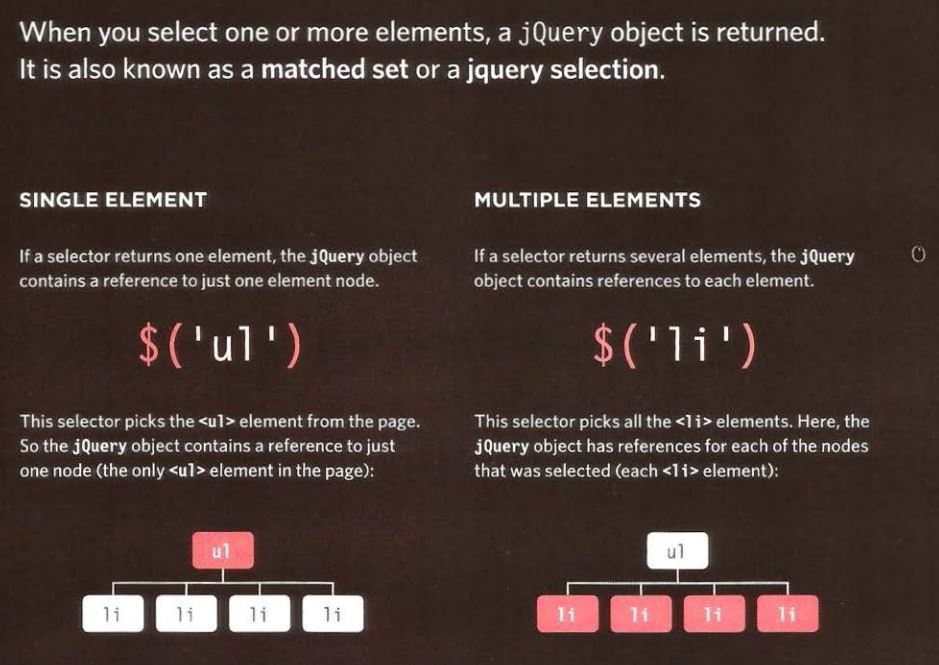 When you select one or more elements, a jQuery object is returned.
It is also known as a matched set or a jquery selection.
SINGLE ELEMENT
If a selector returns one element, the jQuery object
contains a reference to just one element node.
$('ul')
This selector picks the <ul> element from the page.
So the jQuery object contains a reference to just
one node (the only <ul> element in the page):
ul
li li li li
MULTIPLE ELEMENTS
If a selector returns several elements, the jQuery
object contains references to each element.
$('li')
This selector picks all the <li> elements. Here, the
jQuery object has references for each of the nodes
that was selected (each <li> element):
ul
li li li li